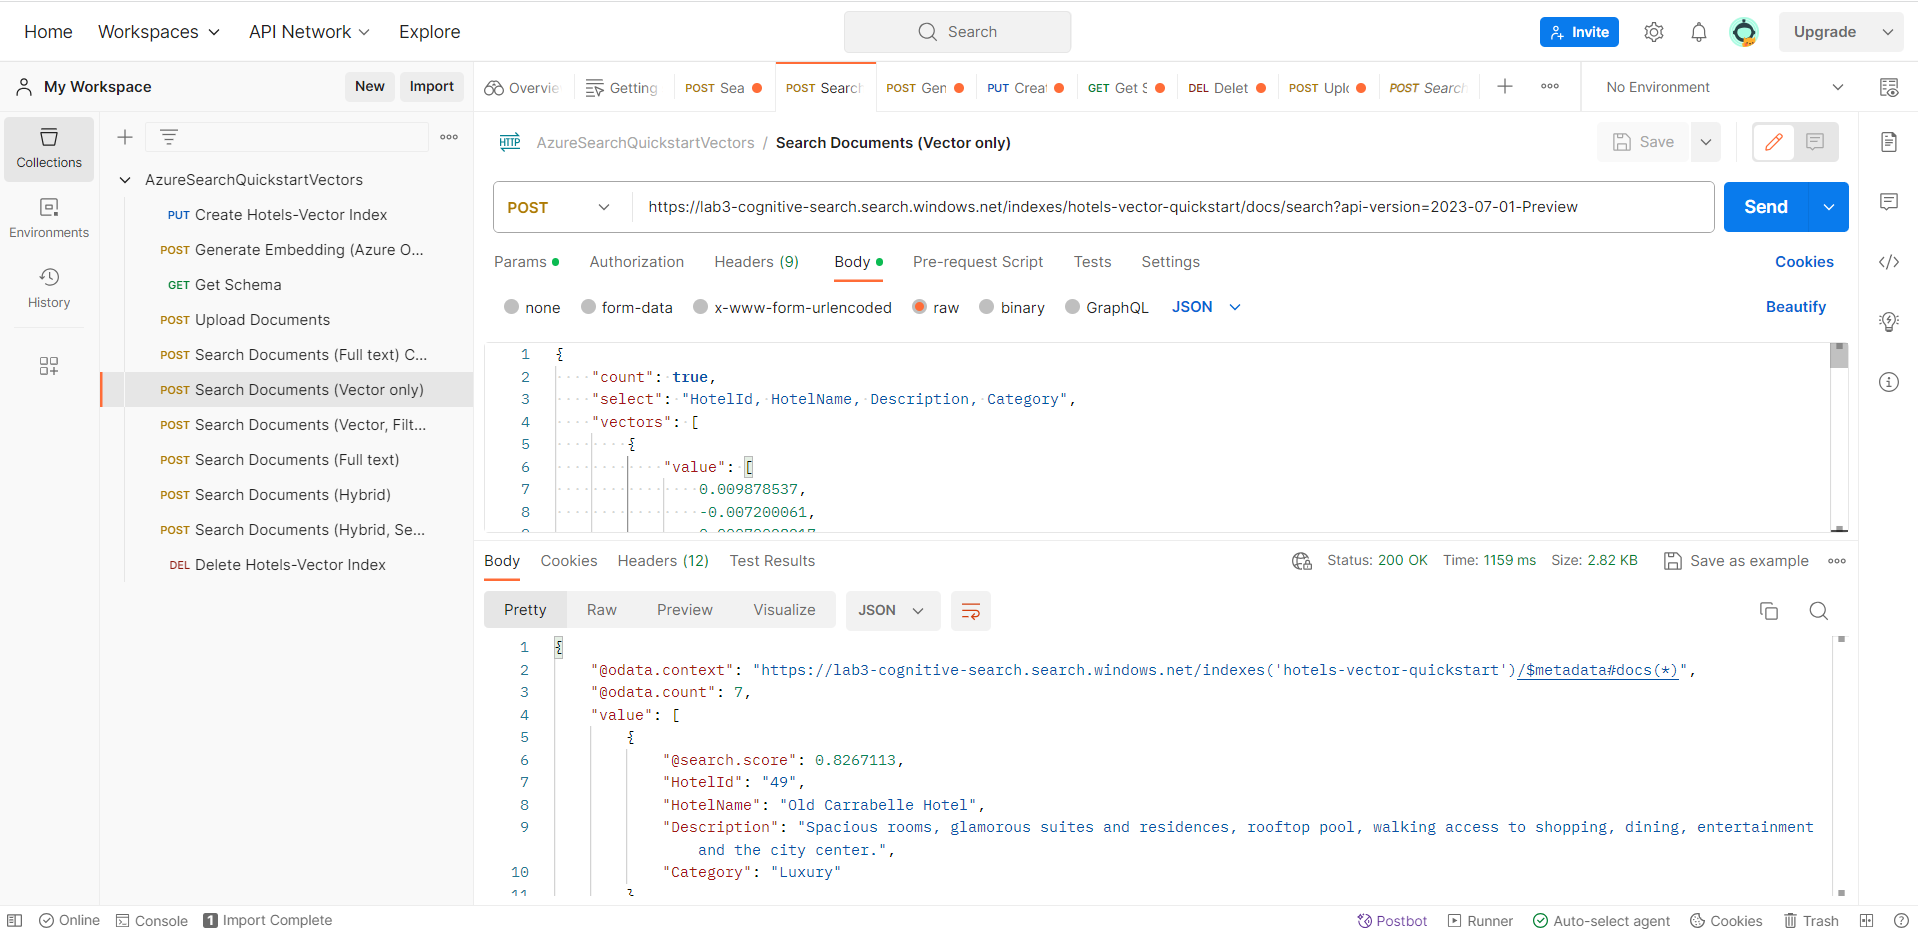 Home Workspaces API Network Explore Search Invite Upgrade
My Workspace New Import Overvie Getting POST Sea POST Search POST Gen PUT Creat GET Get S DEL Delet POST Uplo POST Search No Environment
Collections
Environments
History
AzureSearchQuickstartVectors
PUT Create Hotels-Vector Index
POST Generate Embedding (Azure O...
GET Get Schema
POST Upload Documents
POST Search Documents (Full text) C...
POST Search Documents (Vector only)
POST Search Documents (Vector, Filt...
POST Search Documents (Full text)
POST Search Documents (Hybrid)
POST Search Documents (Hybrid, Se...
DEL Delete Hotels-Vector Index
HTTP AzureSearchQuickstartVectors / Search Documents (Vector only) Save
POST https://lab3-cognitive-search.search.windows.net/indexes/hotels-vector-quickstart/docs/search?api-version=2023-07-01-Preview Send
Params Authorization Headers (9) Body Pre-request Script Tests Settings Cookies
none form-data x-www-form-urlencoded raw binary GraphQL JSON Beautify
1 {
2 "count": true,
3 "select": "HotelId, HotelName, Description, Category",
4 "vectors": [
5 {
6 "value": [
7 0.009878537,
8 -0.007200061,
Body Cookies Headers (12) Test Results Status: 200 OK Time: 1159 ms Size: 2.82 KB Save as example
Pretty Raw Preview Visualize JSON
1 {
2 "@odata.context": "https://lab3-cognitive-search.search.windows.net/indexes('hotels-vector-quickstart')/$metadata#docs(*)",
3 "@odata.count": 7,
4 "value": [
5 {
6 "@search.score": 0.8267113,
7 "HotelId": "49",
8 "HotelName": "Old Carrabelle Hotel",
9 "Description": "Spacious rooms, glamorous suites and residences, rooftop pool, walking access to shopping, dining, entertainment
and the city center.",
10 "Category": "Luxury"
11 }
Online Console 1 Import Complete Postbot Runner Auto-select agent Cookies Trash